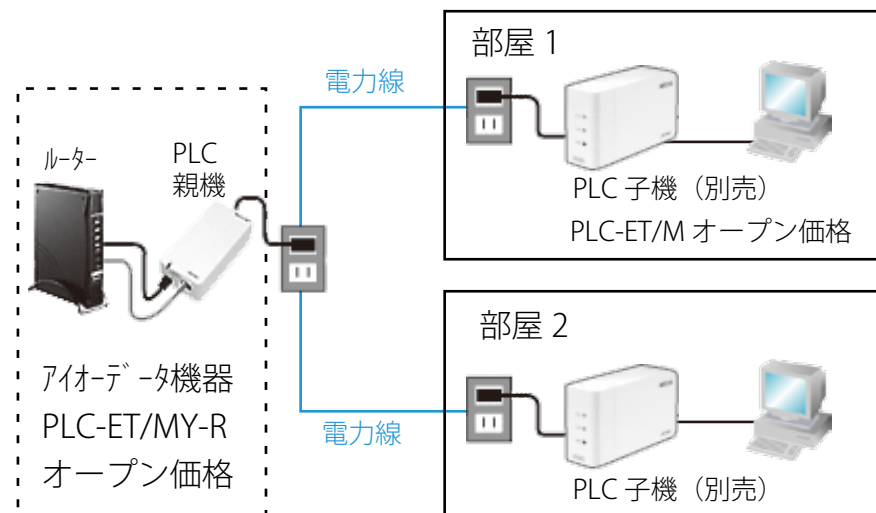 ルーター
PLC
親機
アイオーデータ機器
PLC-ET/MY-R
オープン価格
電力線
部屋 1
PLC 子機（別売）
PLC-ET/M オープン価格
電力線
部屋 2
PLC 子機（別売）